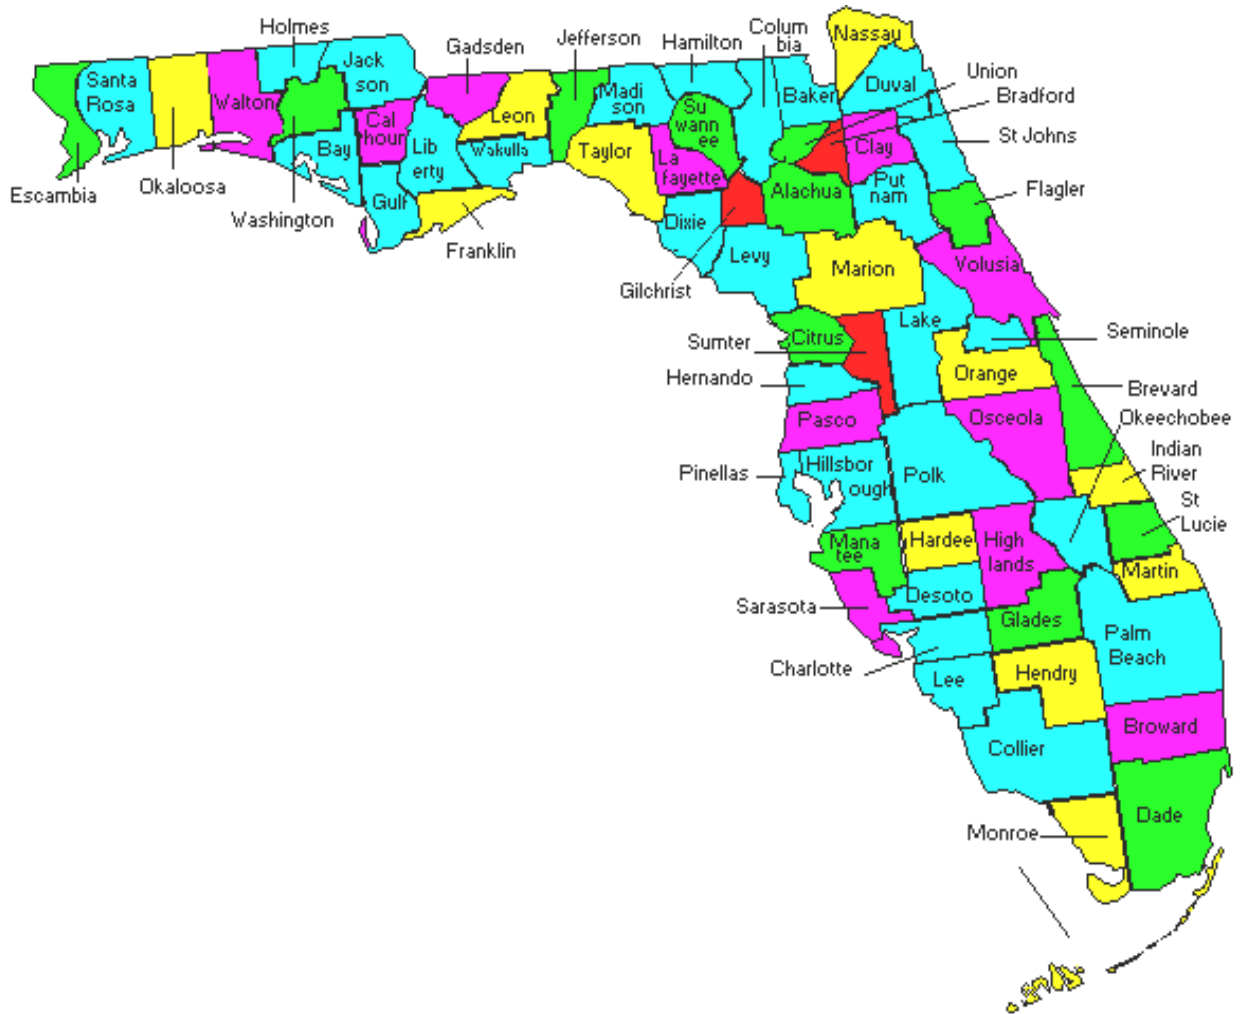 Holmes
Gadsden
Jefferson
Hamilton
Colum
bia
Nassau
Santa
Rosa
Jack
son
Walton
Leon
Madi
son
Su
wann
ee
Baker
Duval
Union
Bradford
St Johns
Cal
houn
Lib
erty
Bay
Wakulla
Taylor
La
fayette
Clay
Escambia
Okaloosa
Washington
Gulf
Franklin
Dixie
Alachua
Put
nam
Flagler
Gilchrist
Levy
Marion
Volusia
Sumter
Citrus
Lake
Seminole
Hernando
Orange
Brevard
Pasco
Osceola
Okeechobee
Pinellas
Hillsbor
ough
Polk
Indian
River
St
Lucie
Mana
tee
Hardee
High
lands
Martin
Sarasota
Desoto
Glades
Palm
Beach
Charlotte
Lee
Hendry
Collier
Broward
Monroe
Dade